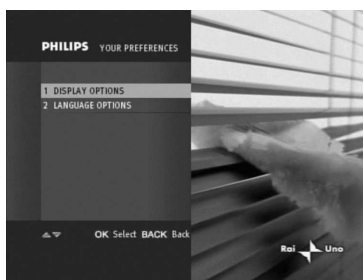 PHILIPS YOUR PREFERENCES
1 DISPLAY OPTIONS
2 LANGUAGE OPTIONS
OK Select BACK Back
Rai Uno